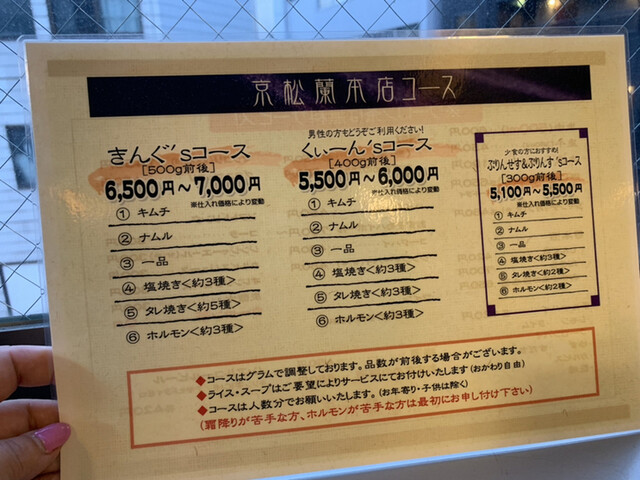 京松蘭本店コース
きんぐ'sコース
[500g前後]
6,500円～7,000円
※仕入れ価格により変動
① キムチ
② ナムル
③ 一品
④ 塩焼き<約3種>
⑤ タレ焼き<約5種>
⑥ ホルモン<約3種>
男性の方もどうぞご利用ください!
くぃーん'sコース
[400g前後]
5,500円～6,000円
※仕入れ価格により変動
① キムチ
② ナムル
③ 一品
④ 塩焼き<約3種>
⑤ タレ焼き<約3種>
⑥ ホルモン<約3種>
少食の方におすすめ!
ぷりんせす&ぷりんす'sコース
[300g前後]
5,100円～5,500円
※仕入れ価格により変動
① キムチ
② ナムル
③ 一品
④ 塩焼き<約3種>
⑤ タレ焼き<約2種>
⑥ ホルモン<約2種>
◆コースはグラムで調整しております。品数が前後する場合がございます。
◆ライス・スープはご要望によりサービスにてお付けいたします(おかわり自由)
◆コースは人数分でお願いいたします。(お年寄り・子供は除く)
(霜降りが苦手な方、ホルモンが苦手な方は最初にお申し付け下さい)